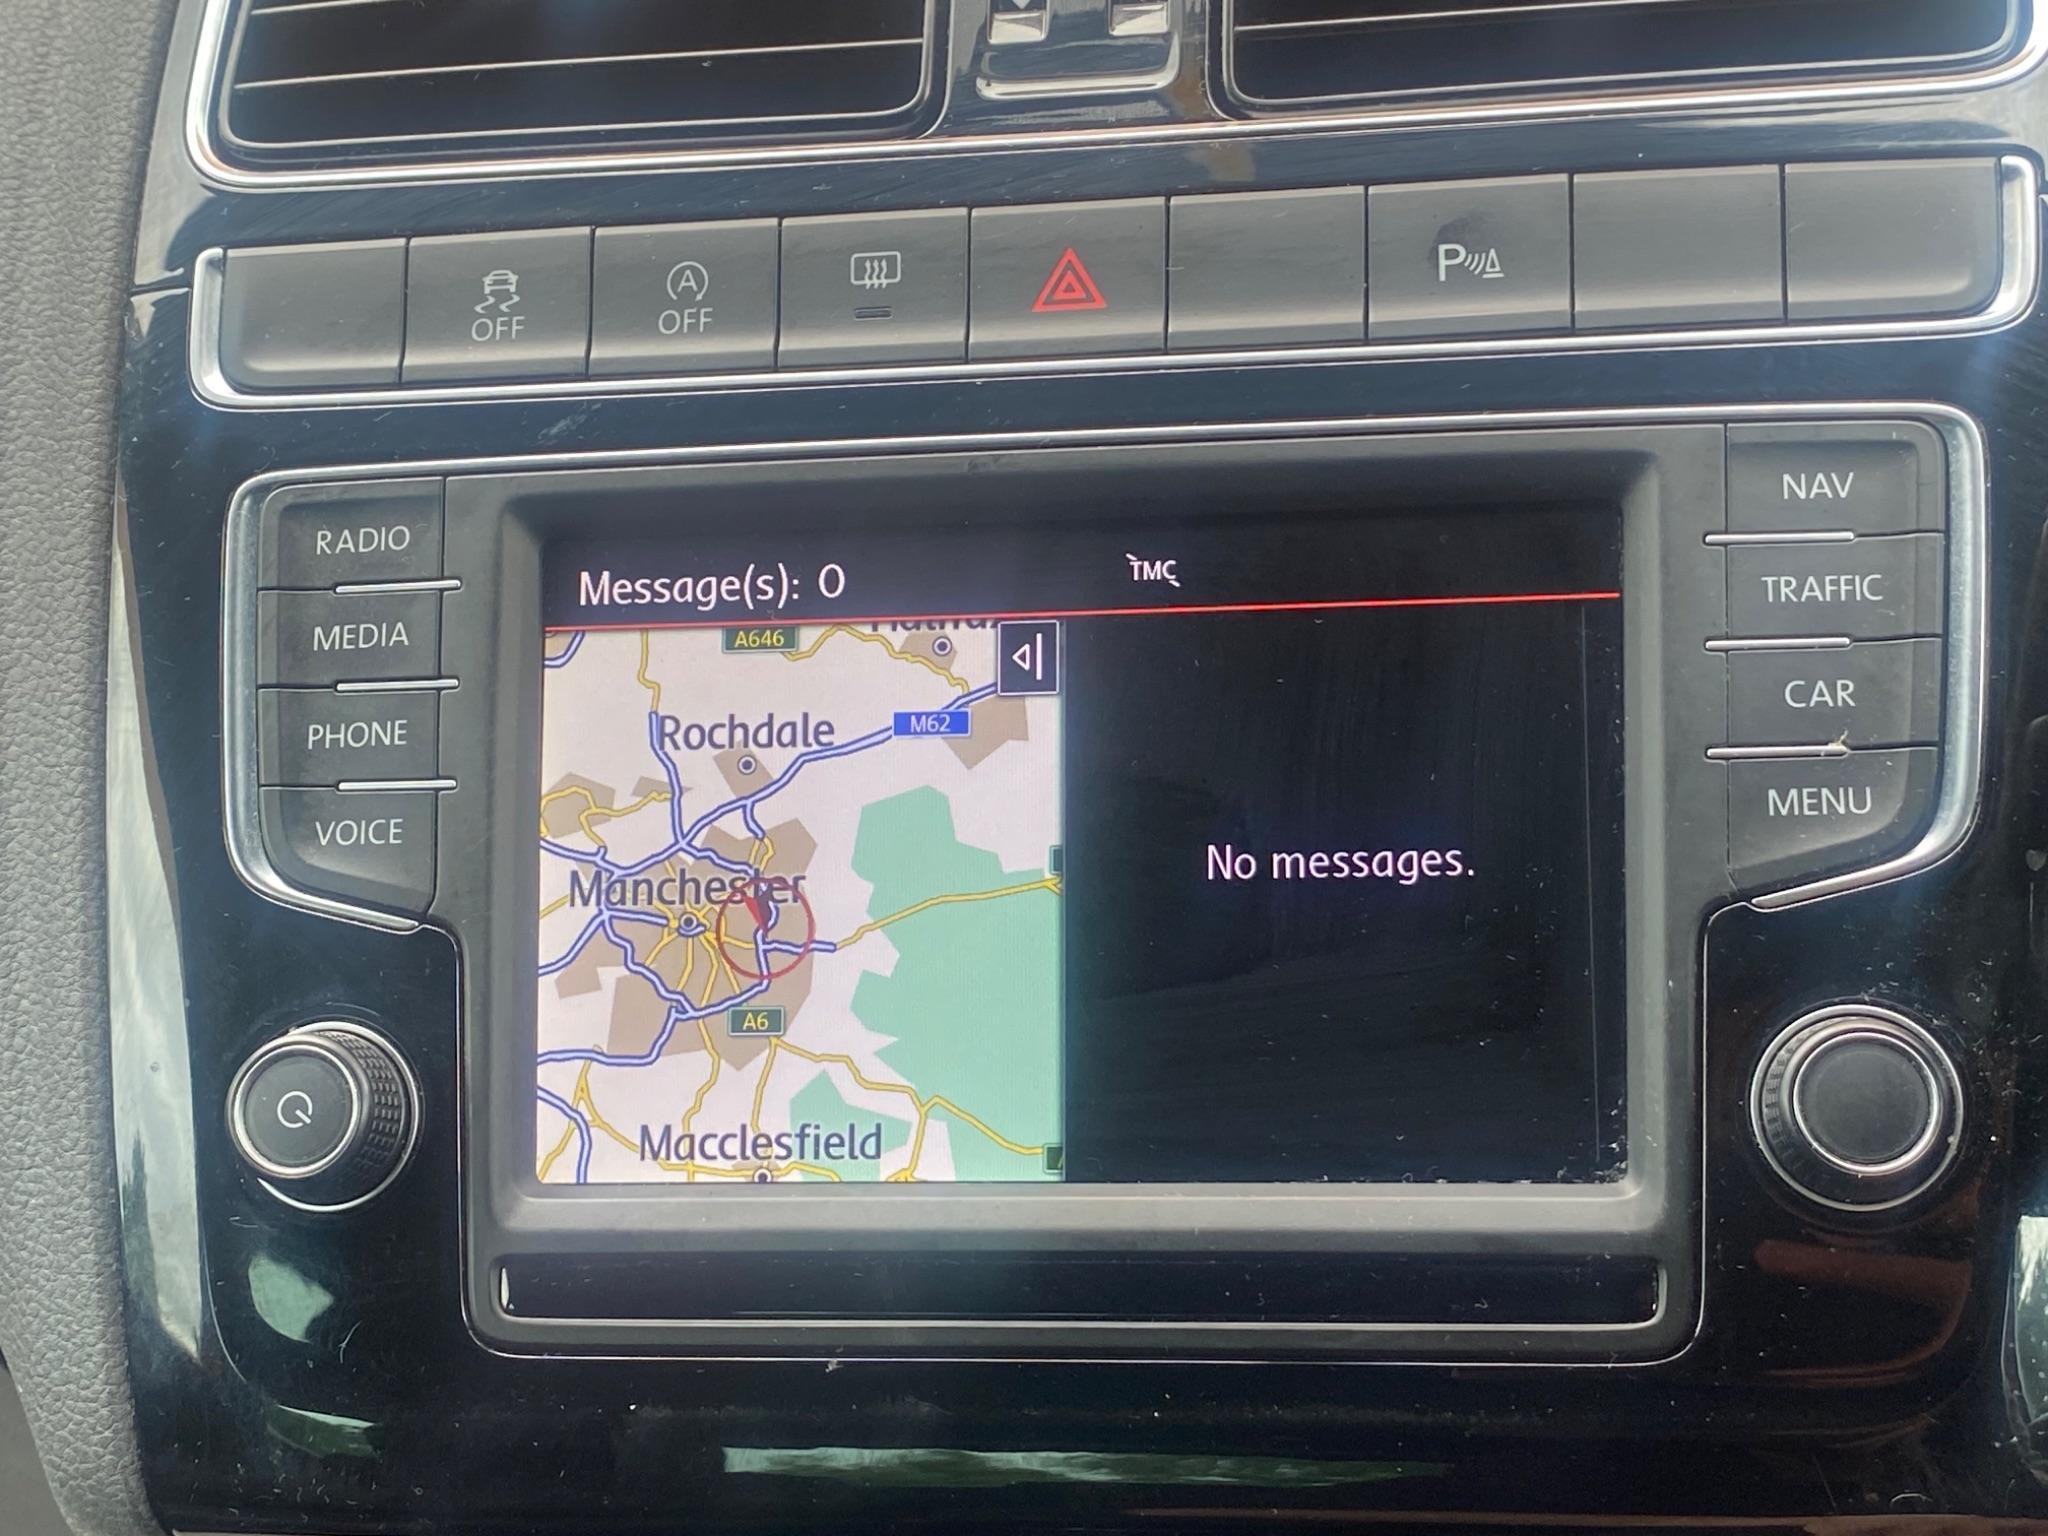 OFF
A
OFF
P
RADIO
MEDIA
PHONE
VOICE
NAV
TRAFFIC
CAR
MENU
Message(s): 0
TMC
A646
Rochdale
M62
Manchester
A6
Macclesfield
No messages.